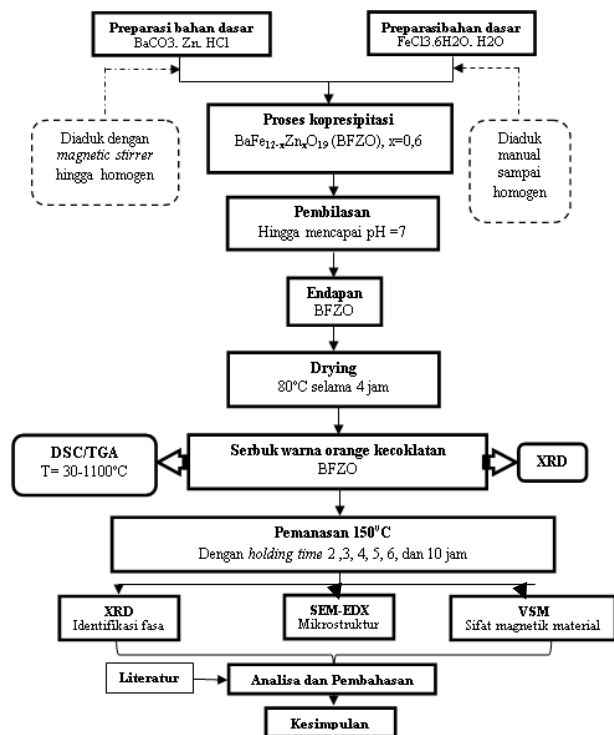 Preparasi bahan dasar
BaCO3. Zn. HCl
Preparasibahan dasar
FeCl3.6H2O. H2O
Proses kopresipitasi
BaFe₁₂₋ₓZnₓO₁₉ (BFZO), x=0,6
Diaduk dengan
magnetic stirrer
hingga homogen
Diaduk
manual
sampai
homogen
Pembilasan
Hingga mencapai pH =7
Endapan
BFZO
Drying
80°C selama 4 jam
DSC/TGA
T= 30-1100°C
Serbuk warna orange kecoklatan
BFZO
XRD
Pemanasan 150⁰C
Dengan holding time 2 ,3, 4, 5, 6, dan 10 jam
XRD
Identifikasi fasa
SEM-EDX
Mikrostruktur
VSM
Sifat magnetik material
Literatur
Analisa dan Pembahasan
Kesimpulan